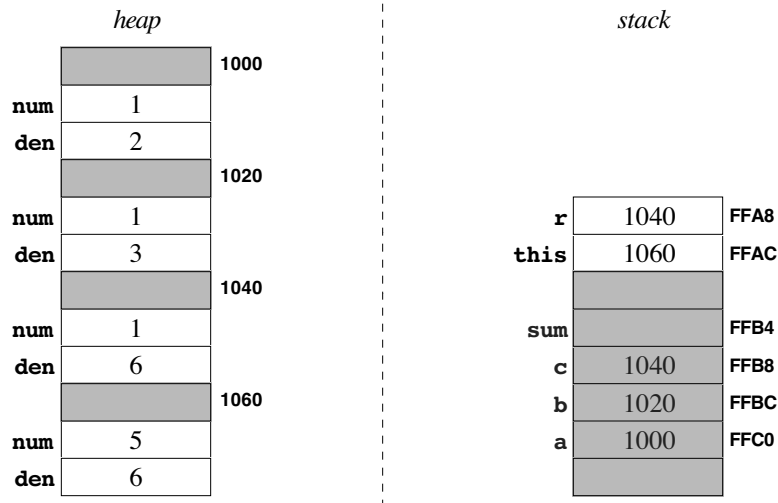 heap
stack
1000
num 1
den 2
1020
num 1
den 3
1040
num 1
den 6
1060
num 5
den 6
r 1040 FFA8
this 1060 FFAC
sum FFB4
c 1040 FFB8
b 1020 FFBC
a 1000 FFC0